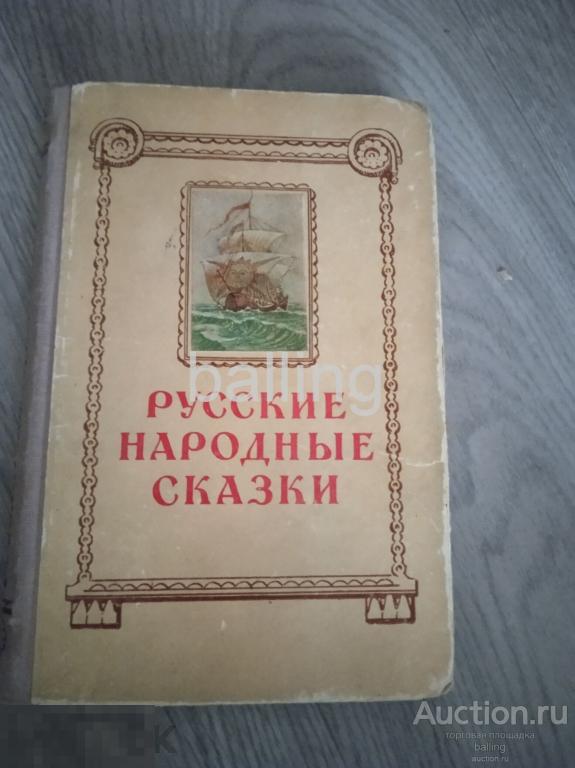 balling
РУССКИЕ
НАРОДНЫЕ
СКАЗКИ
Auction.ru
торговая площадка
balling
auction.ru